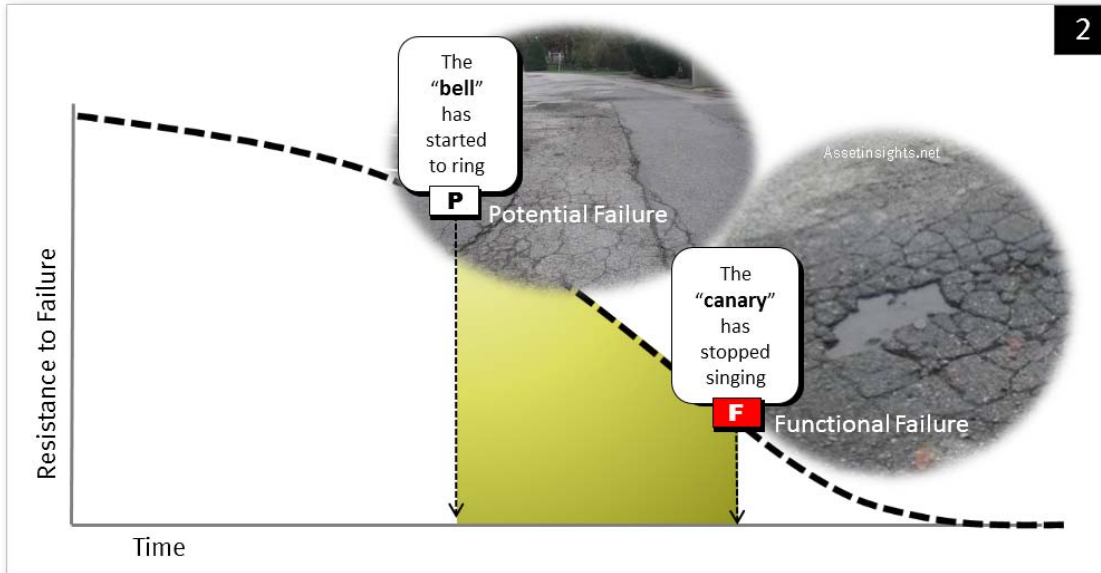 2
The
“bell”
has
started
to ring
P
Potential Failure
Assetinsights.net
The
“canary”
has
stopped
singing
F
Functional Failure
Resistance to Failure
Time